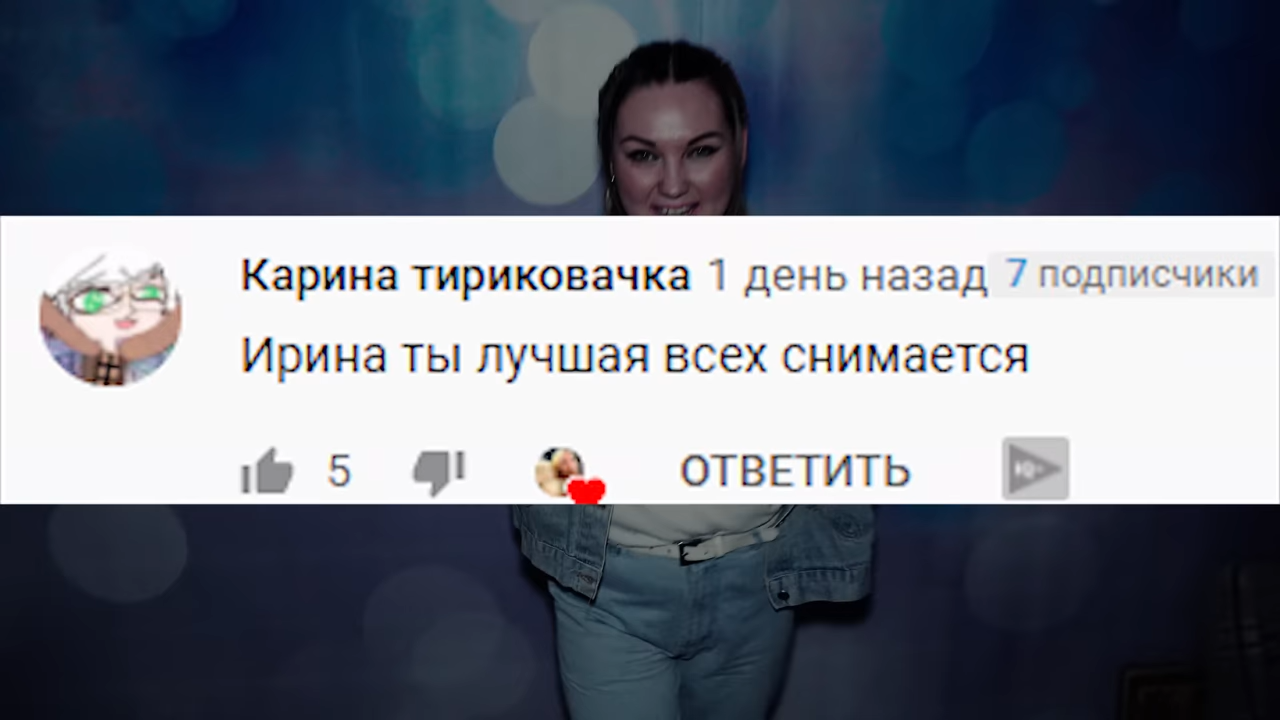 Карина тириковачка 1 день назад 7 подписчики
Ирина ты лучшая всех снимается
5 ОТВЕТИТЬ